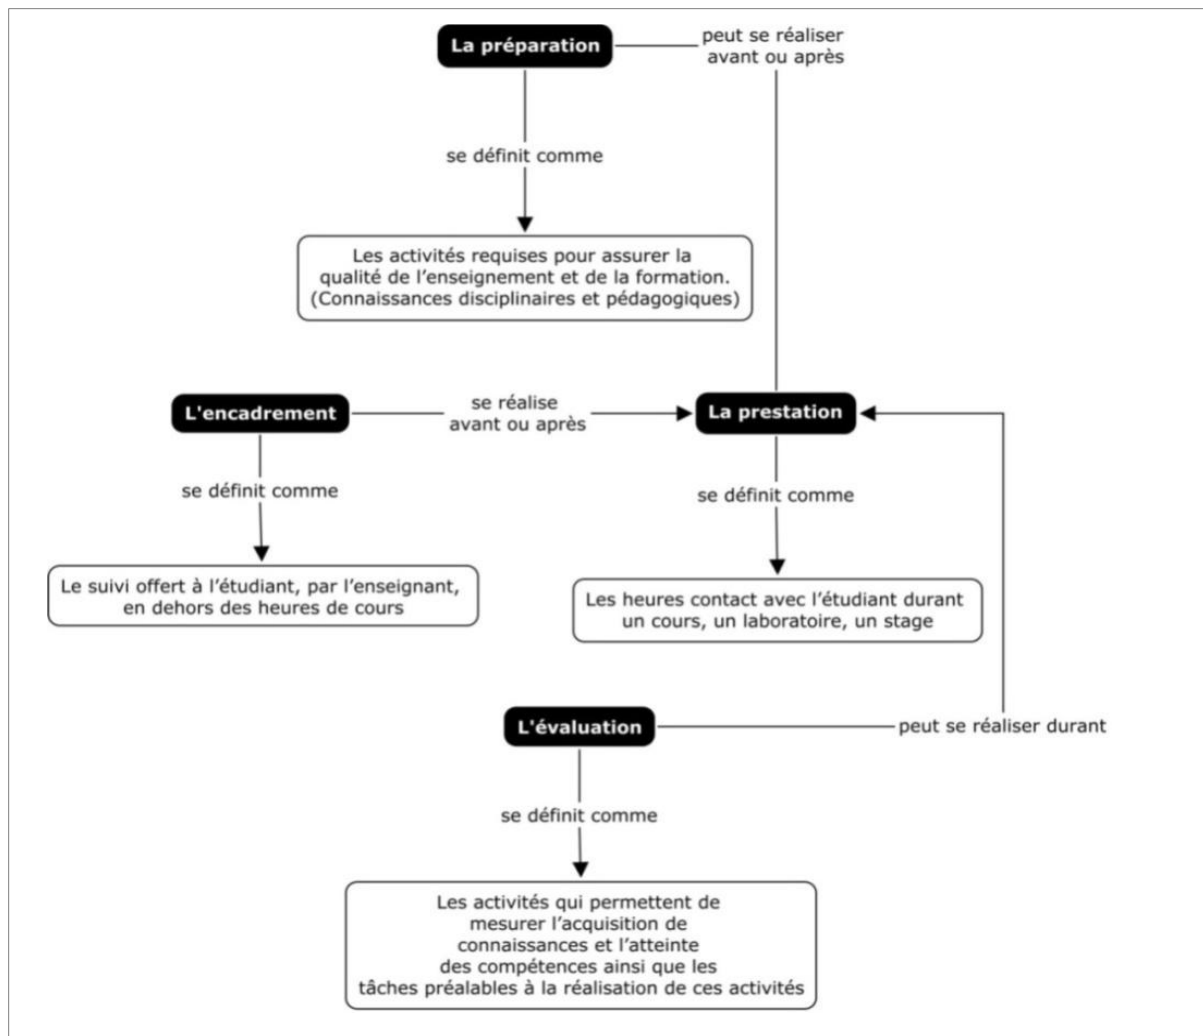 La préparation
peut se réaliser
avant ou après
se définit comme
Les activités requises pour assurer la
qualité de l'enseignement et de la formation.
(Connaissances disciplinaires et pédagogiques)
L'encadrement
se réalise
avant ou après
La prestation
se définit comme
se définit comme
Le suivi offert à l'étudiant, par l'enseignant,
en dehors des heures de cours
Les heures contact avec l'étudiant durant
un cours, un laboratoire, un stage
L'évaluation
peut se réaliser durant
se définit comme
Les activités qui permettent de
mesurer l'acquisition de
connaissances et l'atteinte
des compétences ainsi que les
tâches préalables à la réalisation de ces activités